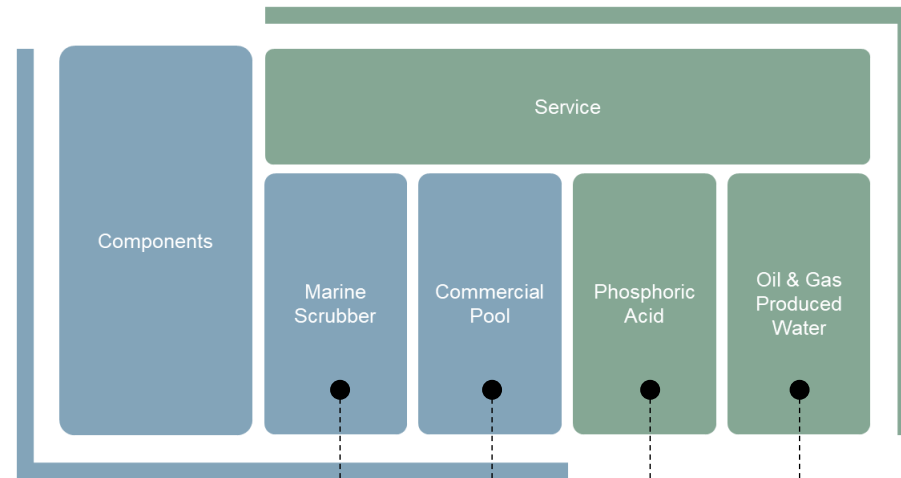 Service
Components
Marine
Scrubber
Commercial
Pool
Phosphoric
Acid
Oil & Gas
Produced
Water